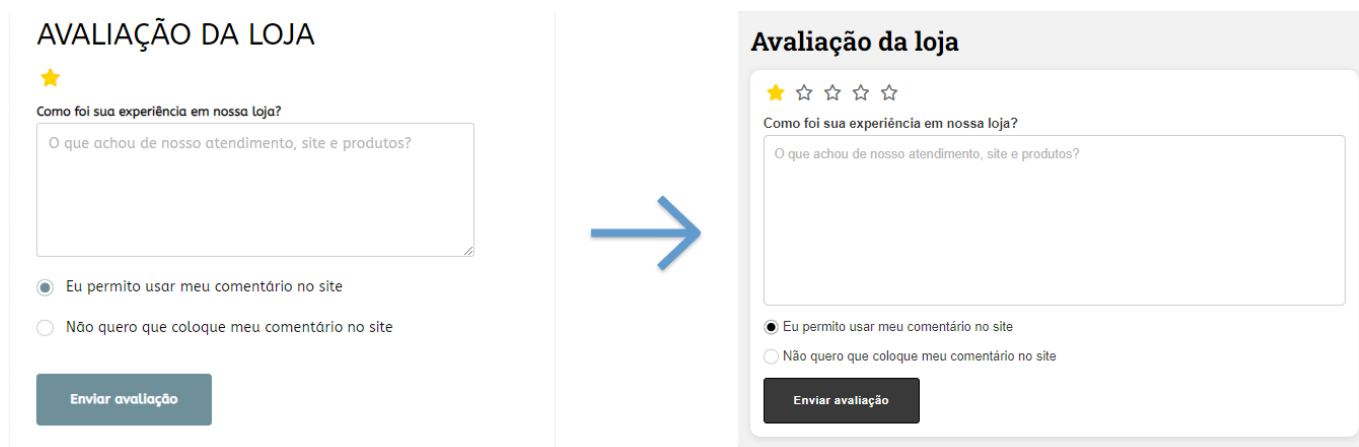 AVALIAÇÃO DA LOJA
Como foi sua experiência em nossa loja?
O que achou de nosso atendimento, site e produtos?
Eu permito usar meu comentário no site
Não quero que coloque meu comentário no site
Enviar avaliação
Avaliação da loja
Como foi sua experiência em nossa loja?
O que achou de nosso atendimento, site e produtos?
Eu permito usar meu comentário no site
Não quero que coloque meu comentário no site
Enviar avaliação